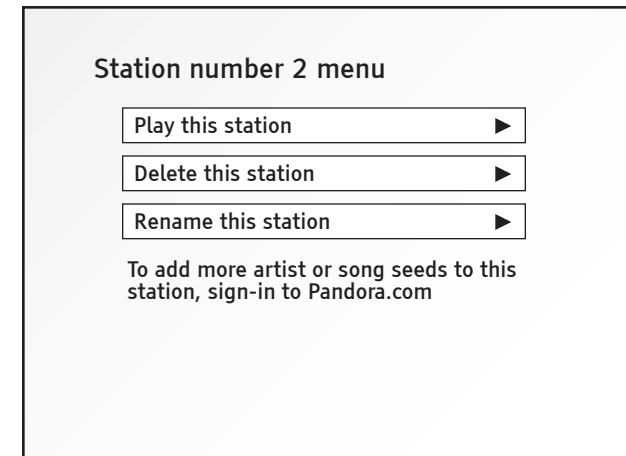 Station number 2 menu
Play this station
Delete this station
Rename this station
To add more artist or song seeds to this
station, sign-in to Pandora.com